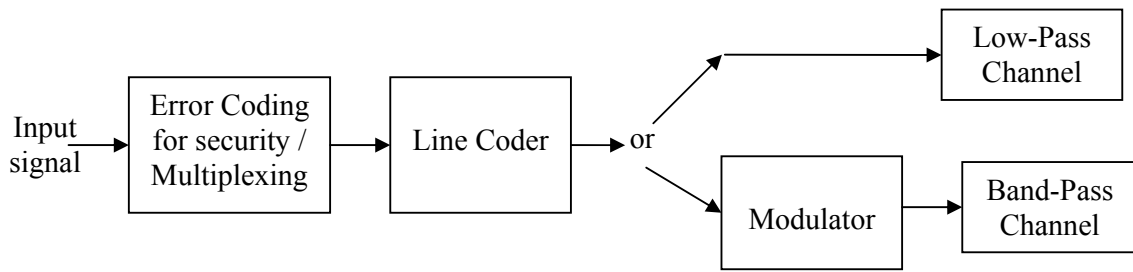 Input
signal
Error Coding
for security /
Multiplexing
Line Coder
or
Low-Pass
Channel
Modulator
Band-Pass
Channel